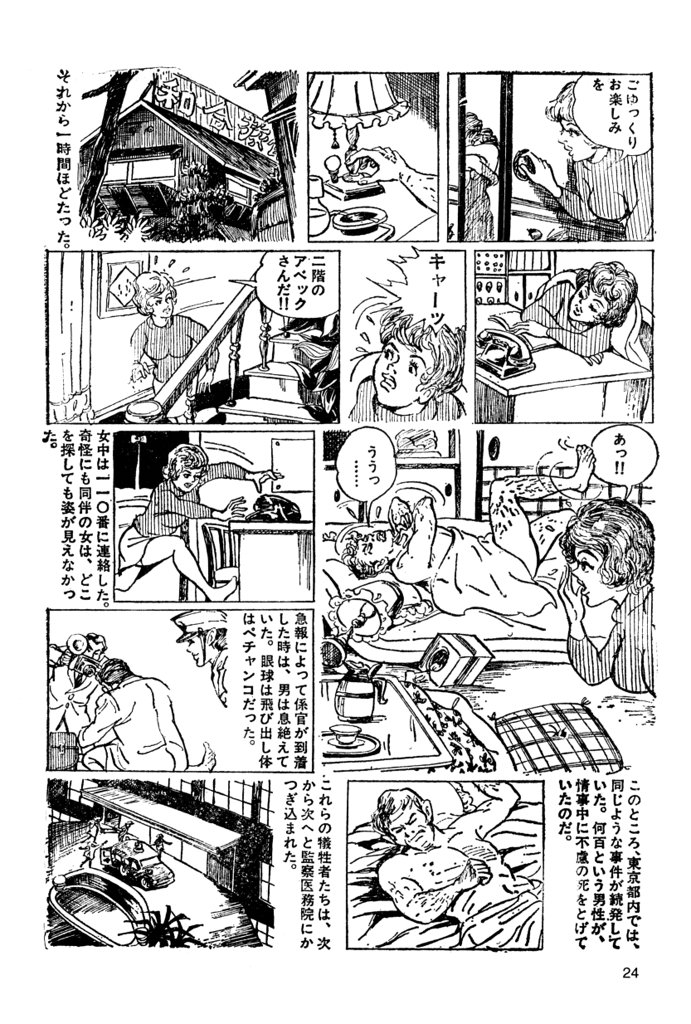 ごゆっくり
お楽しみ
を
それから一時間ほどたった。
キャーッ
二階の
アベック
さんだ!!
あっ!!
ううっ
……
女中は一一〇番に連絡した。
奇怪にも同伴の女は、どこ
を探しても姿が見えなかっ
た。
急報によって係官が到着
した時は、男は息絶えて
いた。眼球は飛び出し体
はペチャンコだった。
このところ、東京都内では、
同じような事件が続発して
いた。何百という男性が、
情事中に不慮の死をとげて
いたのだ。
これらの犠牲者たちは、次
から次へと監察医務院にか
つぎ込まれた。
24